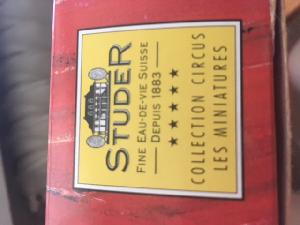 STUDER
FINE EAU-DE-VIE SUISSE
DEPUIS 1883
★ ★ ★ ★ ★ ★
COLLECTION CIRCUS
LES MINIATURES